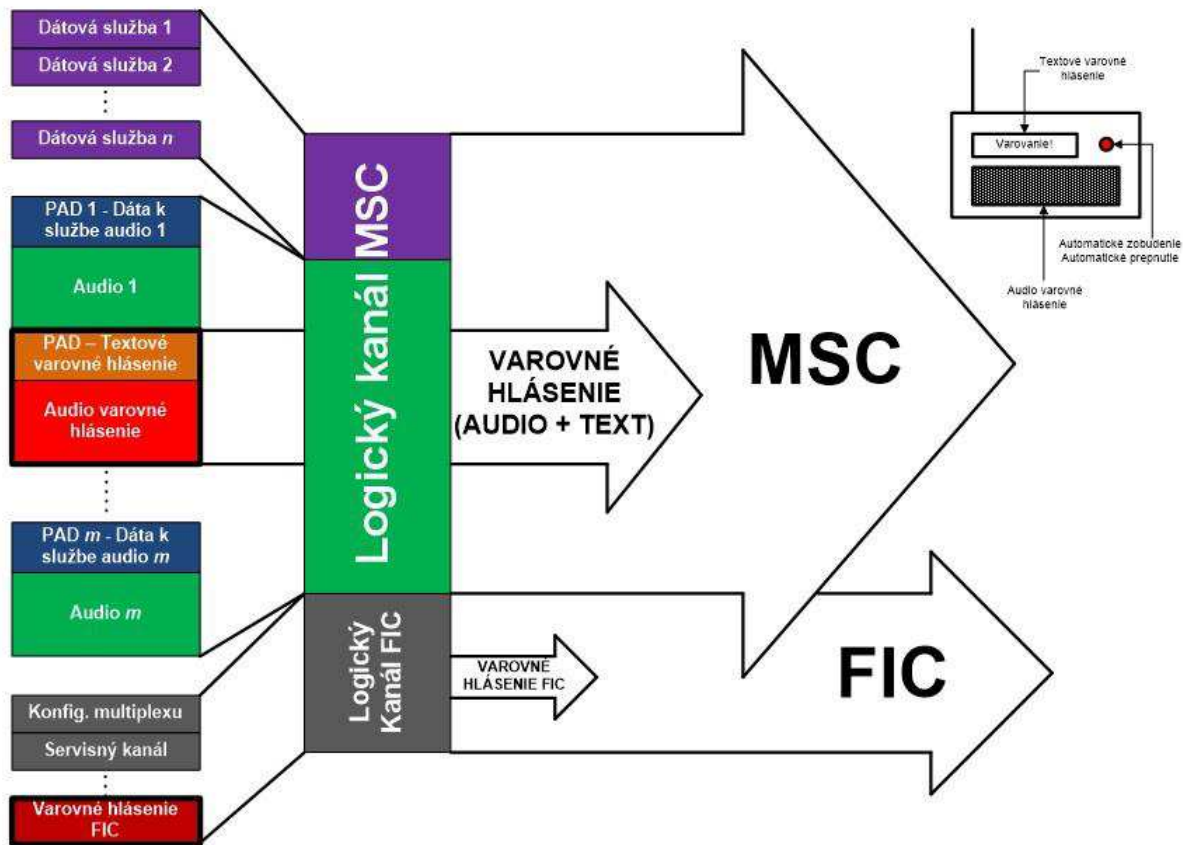 Dátová služba 1
Dátová služba 2
Dátová služba n
PAD 1 - Dáta k
službe audio 1
Audio 1
PAD – Textové
varovné hlásenie
Audio varovné
hlásenie
PAD m - Dáta k
službe audio m
Audio m
Konfig. multiplexu
Servisný kanál
Varovné hlásenie
FIC
Logický kanál MSC
Logický
Kanál FIC
VAROVNÉ
HLÁSENIE
(AUDIO + TEXT)
VAROVNÉ
HLÁSENIE FIC
MSC
FIC
Textové varovné
hlásenie
Varovanie!
Automatické zobudenie
Automatické prepnutie
Audio varovné
hlásenie